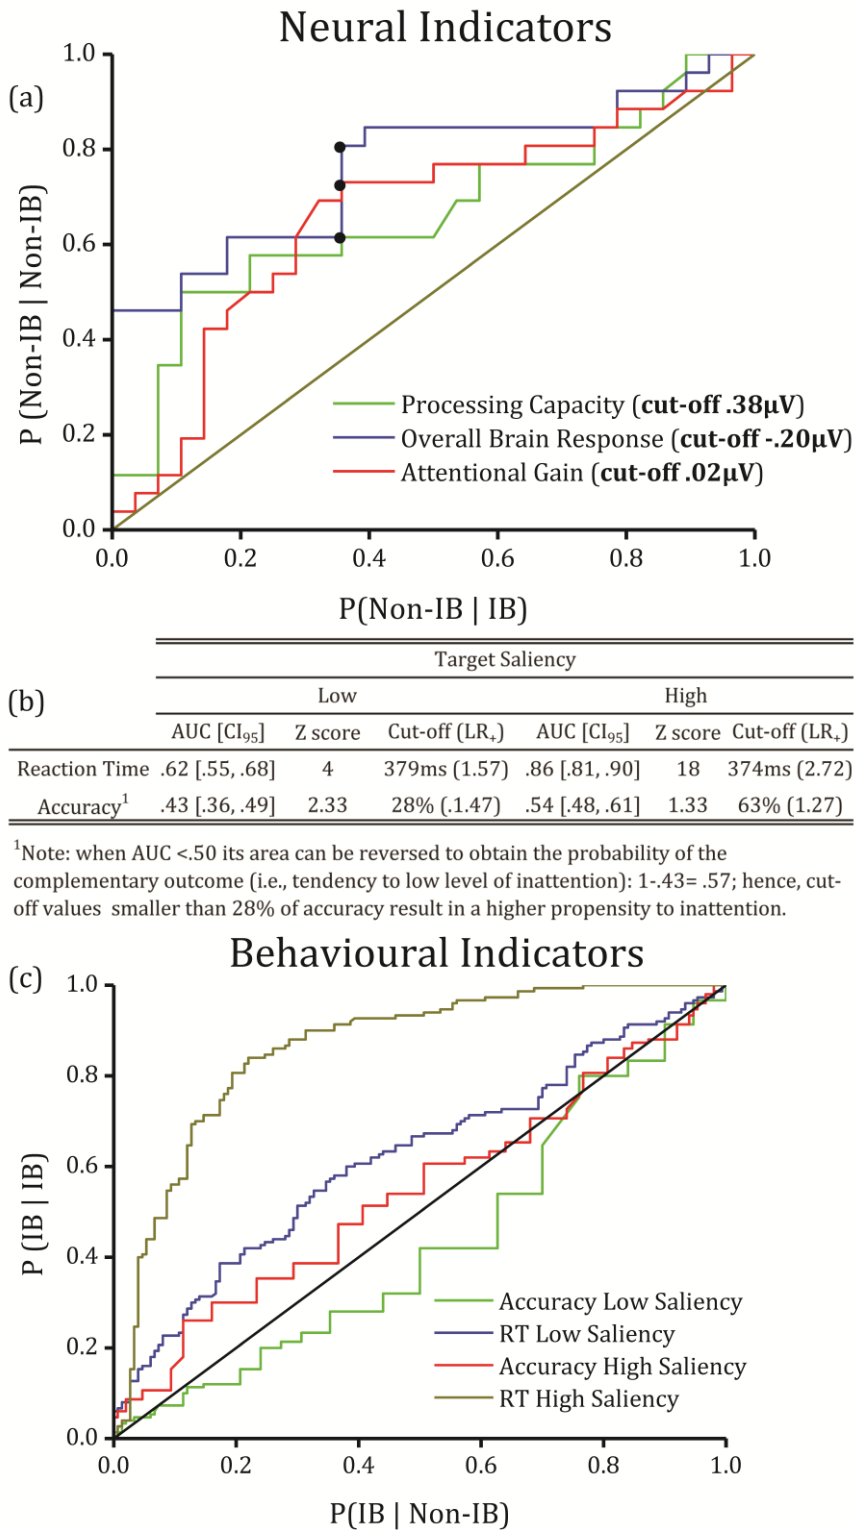 Neural Indicators
(a)
1.0
0.8
0.6
0.4
0.2
0.0
P (Non-IB | Non-IB)
Processing Capacity (cut-off .38µV)
Overall Brain Response (cut-off -.20µV)
Attentional Gain (cut-off .02µV)
0.0 0.2 0.4 0.6 0.8 1.0
P(Non-IB | IB)
(b)
Target Saliency
Low High
AUC [CI95] Z score Cut-off (LR+) AUC [CI95] Z score Cut-off (LR+)
Reaction Time .62 [.55, .68] 4 379ms (1.57) .86 [.81, .90] 18 374ms (2.72)
Accuracy1 .43 [.36, .49] 2.33 28% (.1.47) .54 [.48, .61] 1.33 63% (1.27)
1Note: when AUC <.50 its area can be reversed to obtain the probability of the
complementary outcome (i.e., tendency to low level of inattention): 1-.43= .57; hence, cut-
off values smaller than 28% of accuracy result in a higher propensity to inattention.
Behavioural Indicators
(c)
1.0
0.8
0.6
0.4
0.2
0.0
P (IB | IB)
Accuracy Low Saliency
RT Low Saliency
Accuracy High Saliency
RT High Saliency
0.0 0.2 0.4 0.6 0.8 1.0
P(IB | Non-IB)